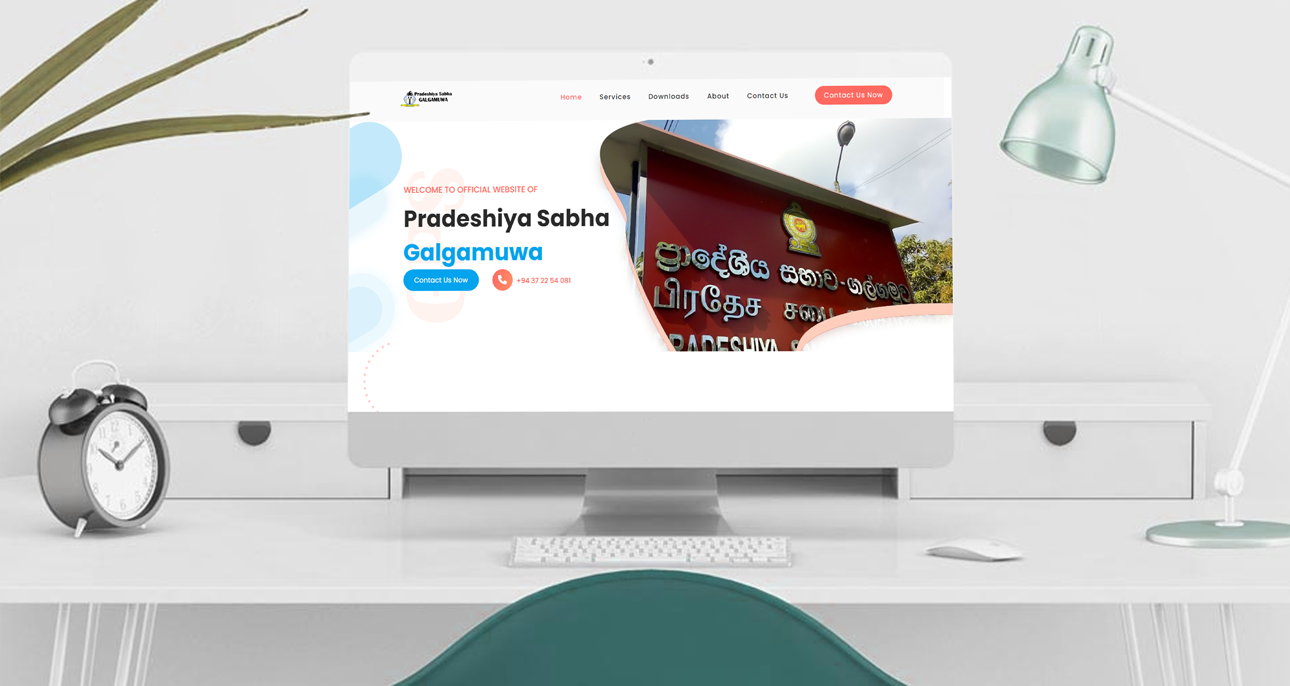 Pradeshiya Sabha
GALGAMUWA
Home
Services
Downloads
About
Contact Us
Contact Us Now
WELCOME TO OFFICIAL WEBSITE OF
Pradeshiya Sabha
Galgamuwa
Contact Us Now
+94 37 22 54 081
ප්‍රාදේශීය සභාව-ගල්ගමුව
பிரதேச சபை
PRADESHIYA